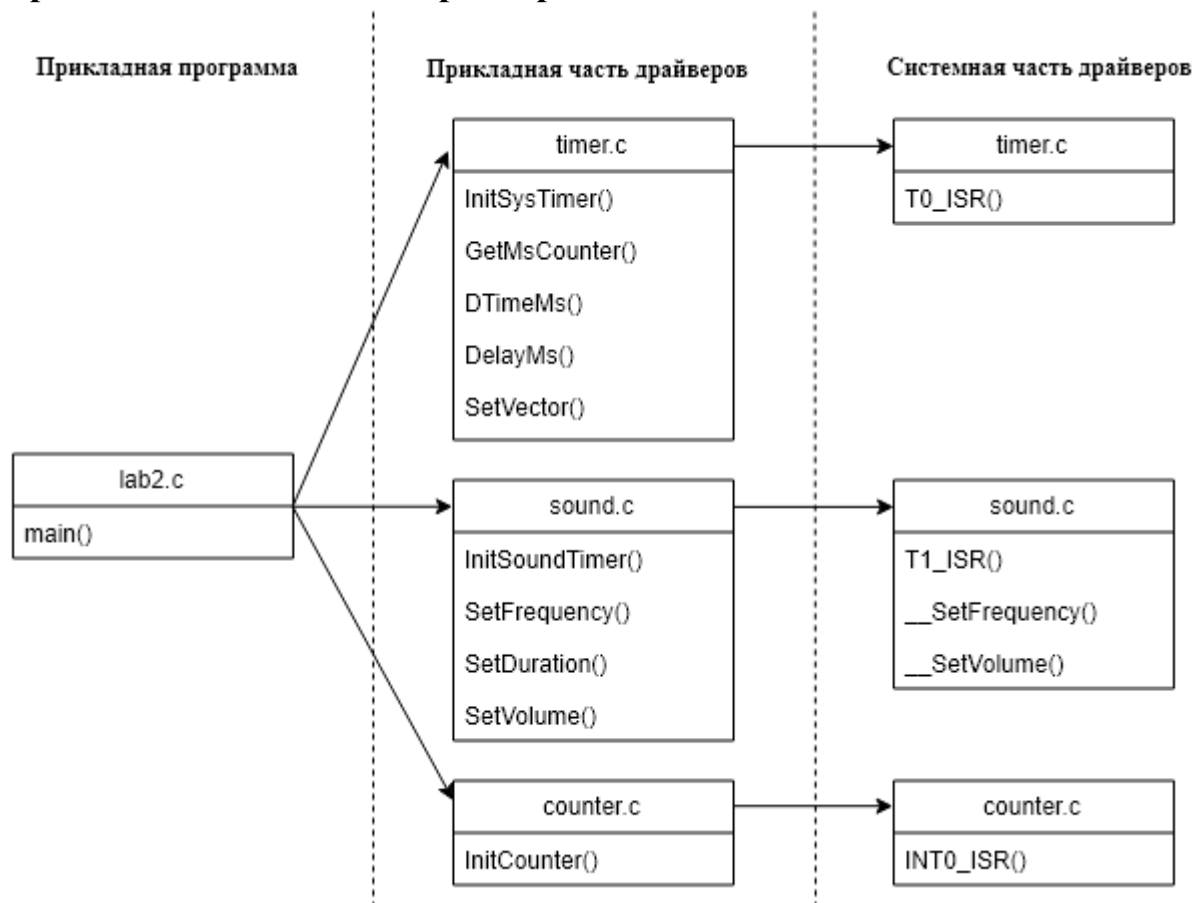 Прикладная программа
Прикладная часть драйверов
Системная часть драйверов
lab2.c
main()
timer.c
InitSysTimer()
GetMsCounter()
DTimeMs()
DelayMs()
SetVector()
sound.c
InitSoundTimer()
SetFrequency()
SetDuration()
SetVolume()
counter.c
InitCounter()
timer.c
T0_ISR()
sound.c
T1_ISR()
__SetFrequency()
__SetVolume()
counter.c
INT0_ISR()